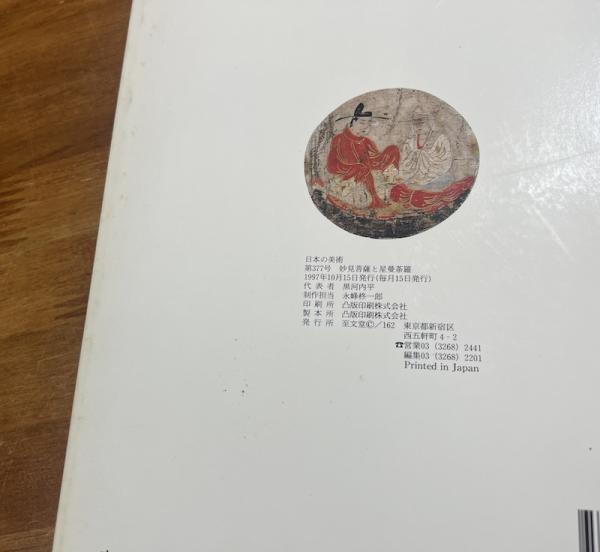 日本の美術
第377号 妙見菩薩と星曼荼羅
1997年10月15日発行(毎月15日発行)
代表者 黒河内平
制作担当 永峰柊一郎
印刷所 凸版印刷株式会社
製本所 凸版印刷株式会社
発行所 至文堂©/162 東京都新宿区
西五軒町4-2
☎営業03 (3268) 2441
編集03 (3268) 2201
Printed in Japan